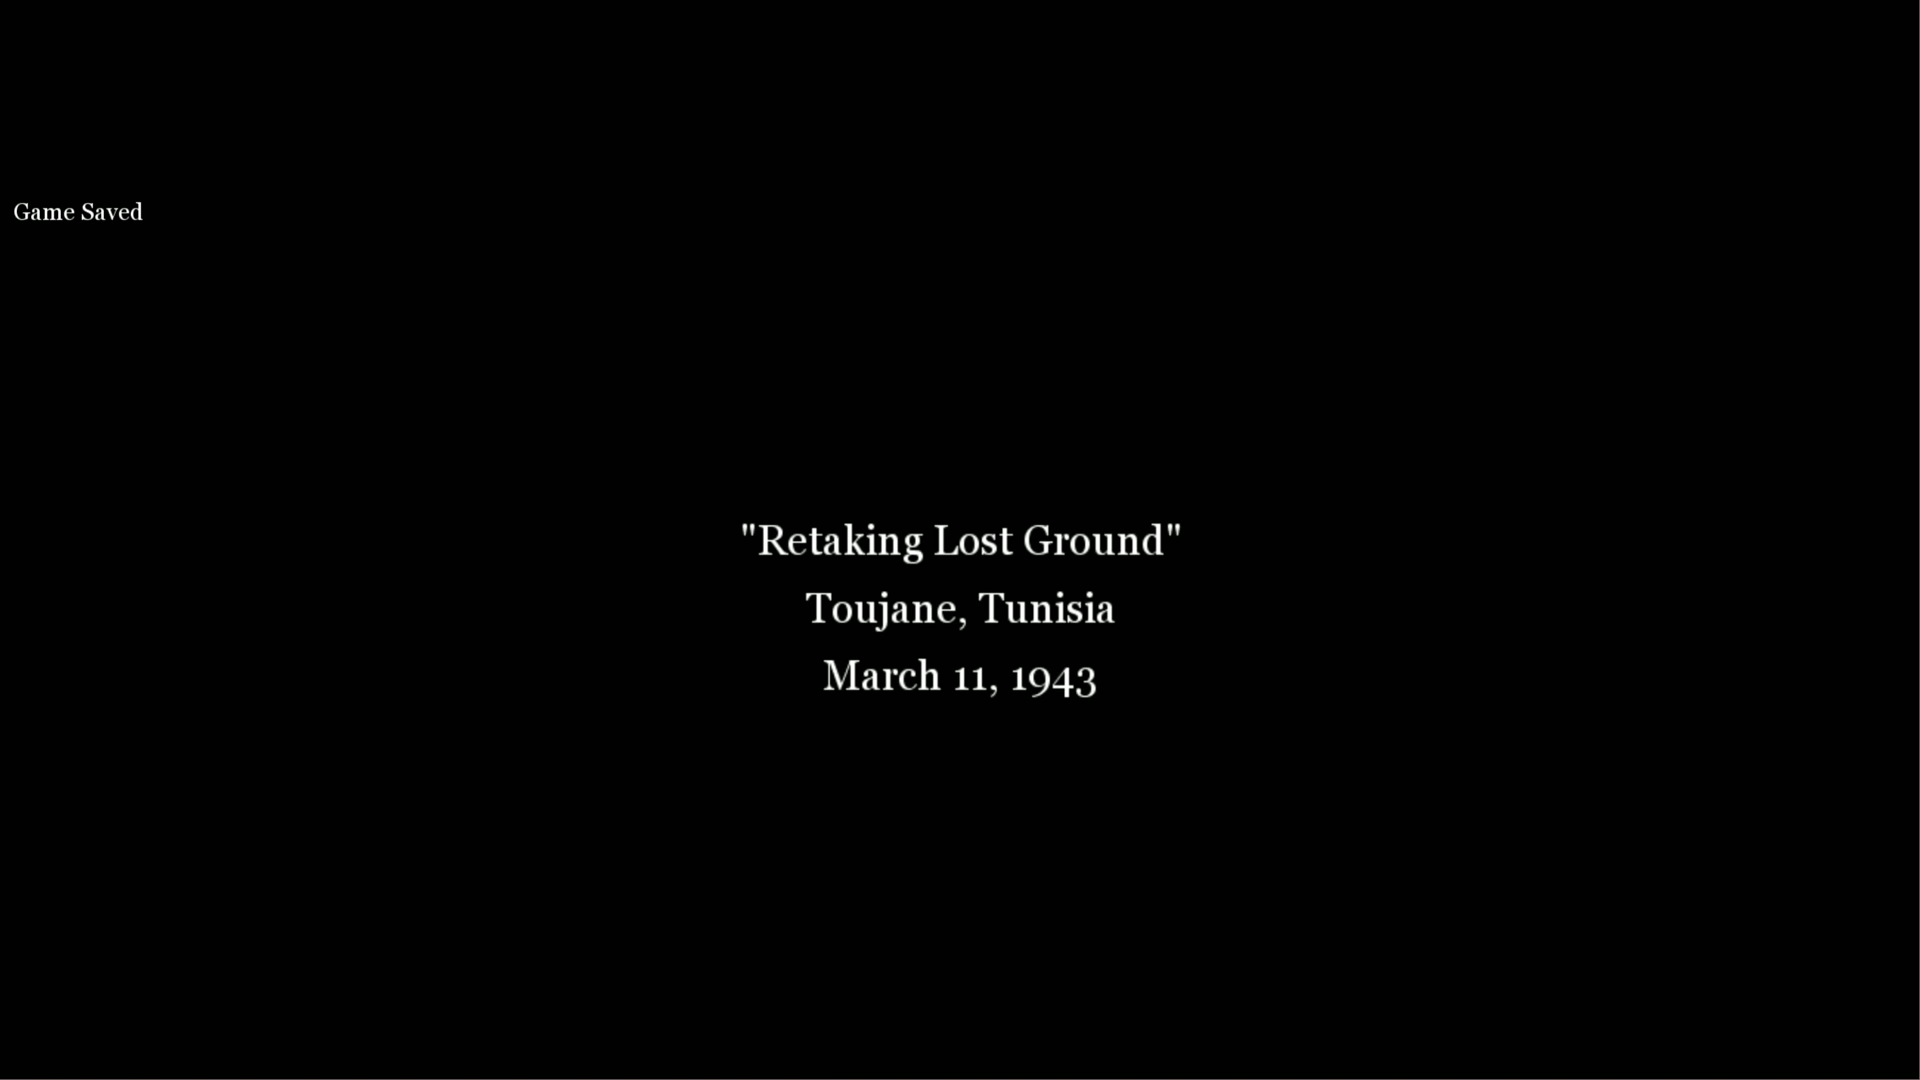 Game Saved
"Retaking Lost Ground"
Toujane, Tunisia
March 11, 1943